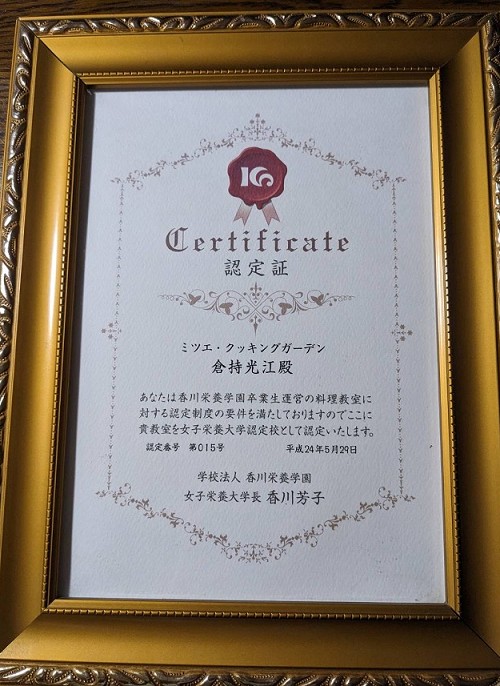 Certificate
認定証
ミツエ・クッキングガーデン
倉持光江殿
あなたは香川栄養学園卒業生運営の料理教室に
対する認定制度の要件を満たしておりますのでここに
貴教室を女子栄養大学認定校として認定いたします。
認定番号 第015号 平成24年5月29日
学校法人 香川栄養学園
女子栄養大学長 香川芳子